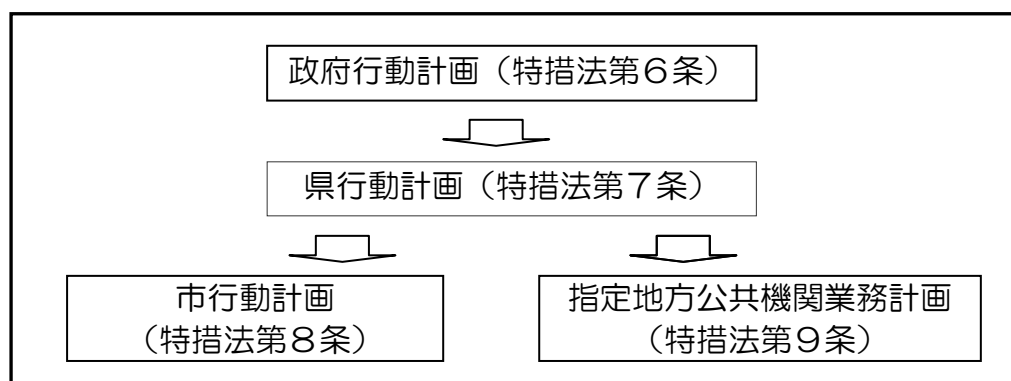 政府行動計画（特措法第６条）
県行動計画（特措法第７条）
市行動計画
（特措法第８条）
指定地方公共機関業務計画
（特措法第９条）